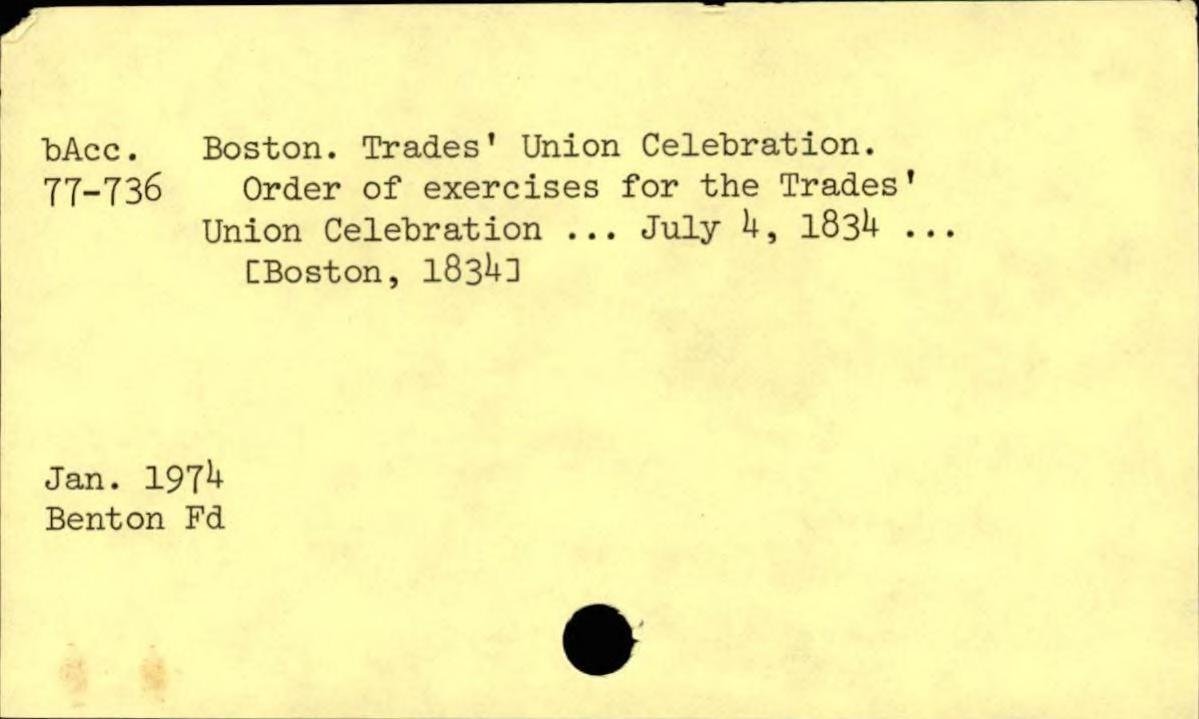 bAcc. Boston. Trades' Union Celebration.
77-736 Order of exercises for the Trades'
Union Celebration ... July 4, 1834 ...
[Boston, 1834]
Jan. 1974
Benton Fd